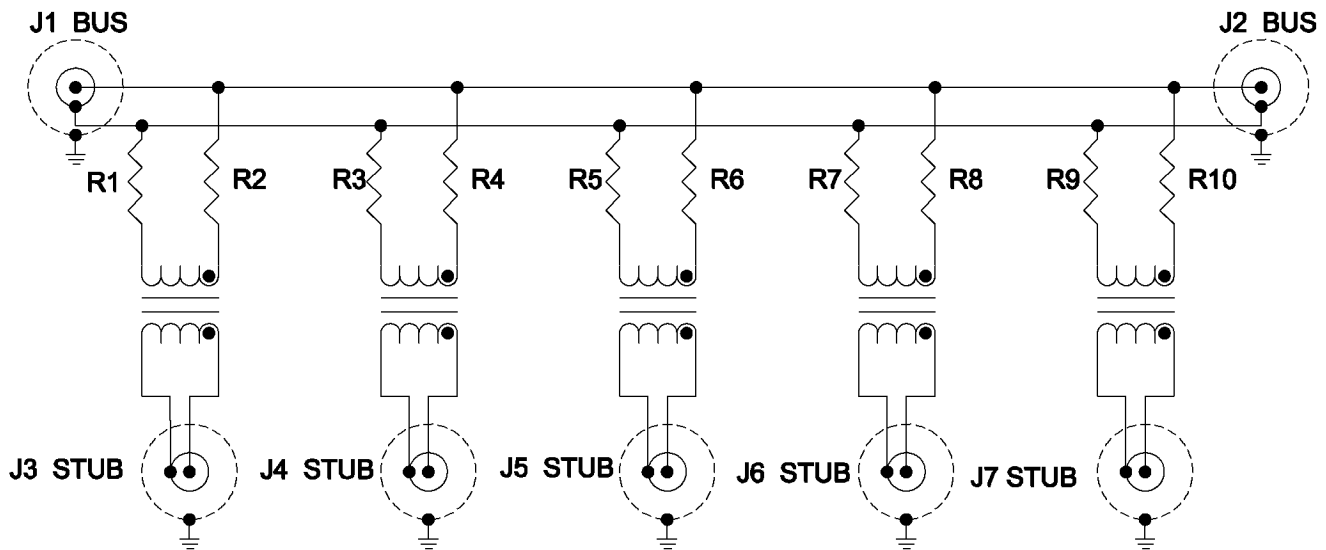 J1 BUS
J2 BUS
R1
R2
R3
R4
R5
R6
R7
R8
R9
R10
J3 STUB
J4 STUB
J5 STUB
J6 STUB
J7 STUB